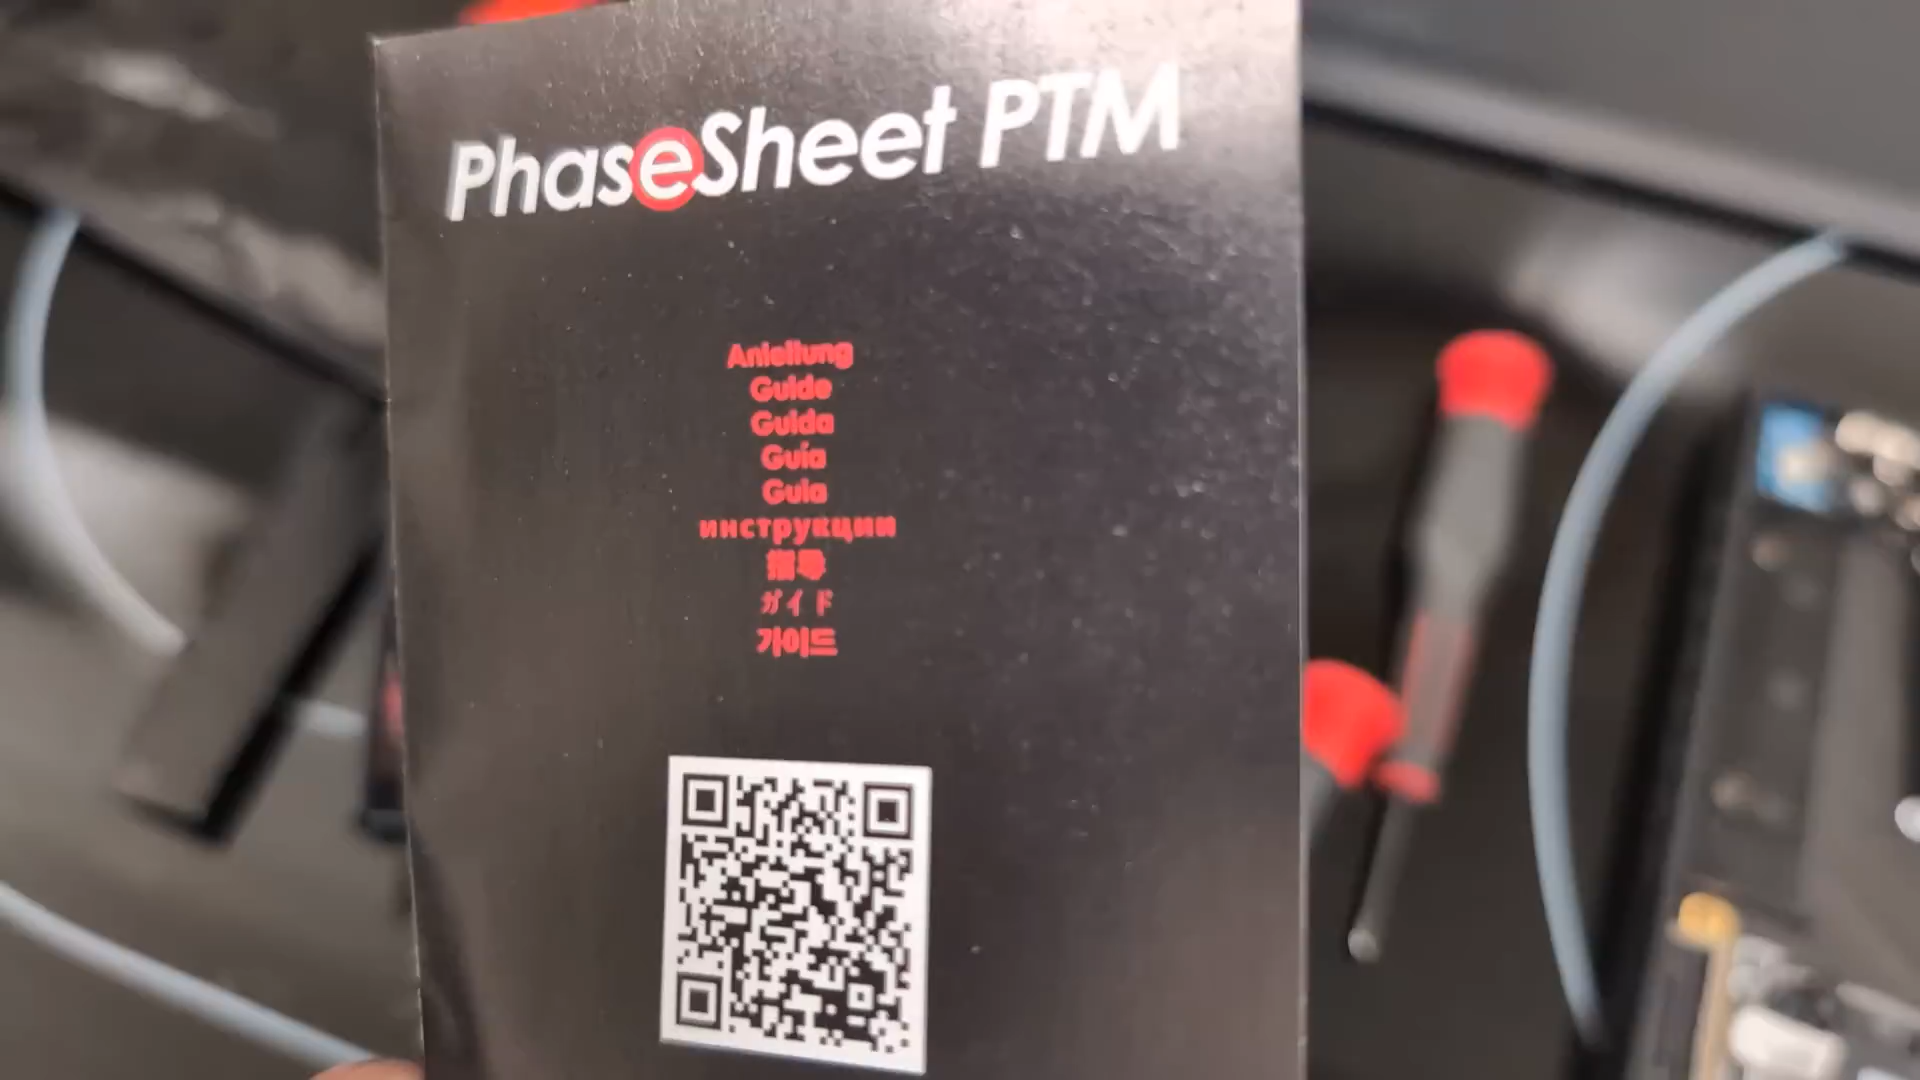 PhaseSheet PTM
Anleitung
Guide
Guida
Guía
Guia
инструкции
指导
ガイド
가이드